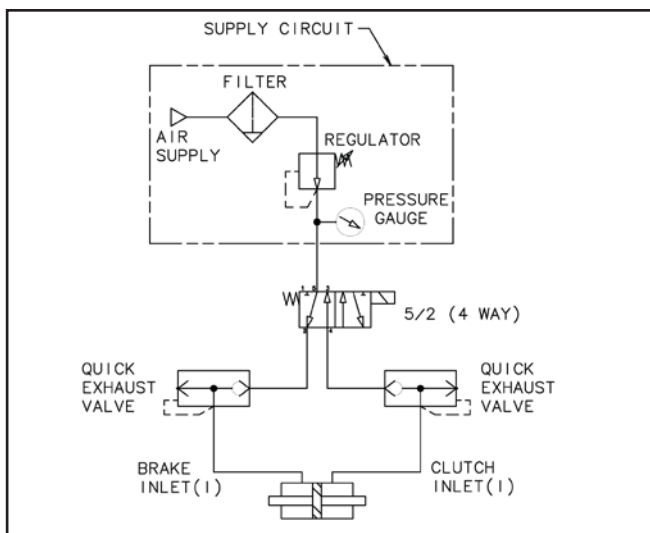 SUPPLY CIRCUIT
FILTER
AIR
SUPPLY
REGULATOR
PRESSURE
GAUGE
5/2 (4 WAY)
QUICK
EXHAUST
VALVE
QUICK
EXHAUST
VALVE
BRAKE
INLET(1)
CLUTCH
INLET(1)